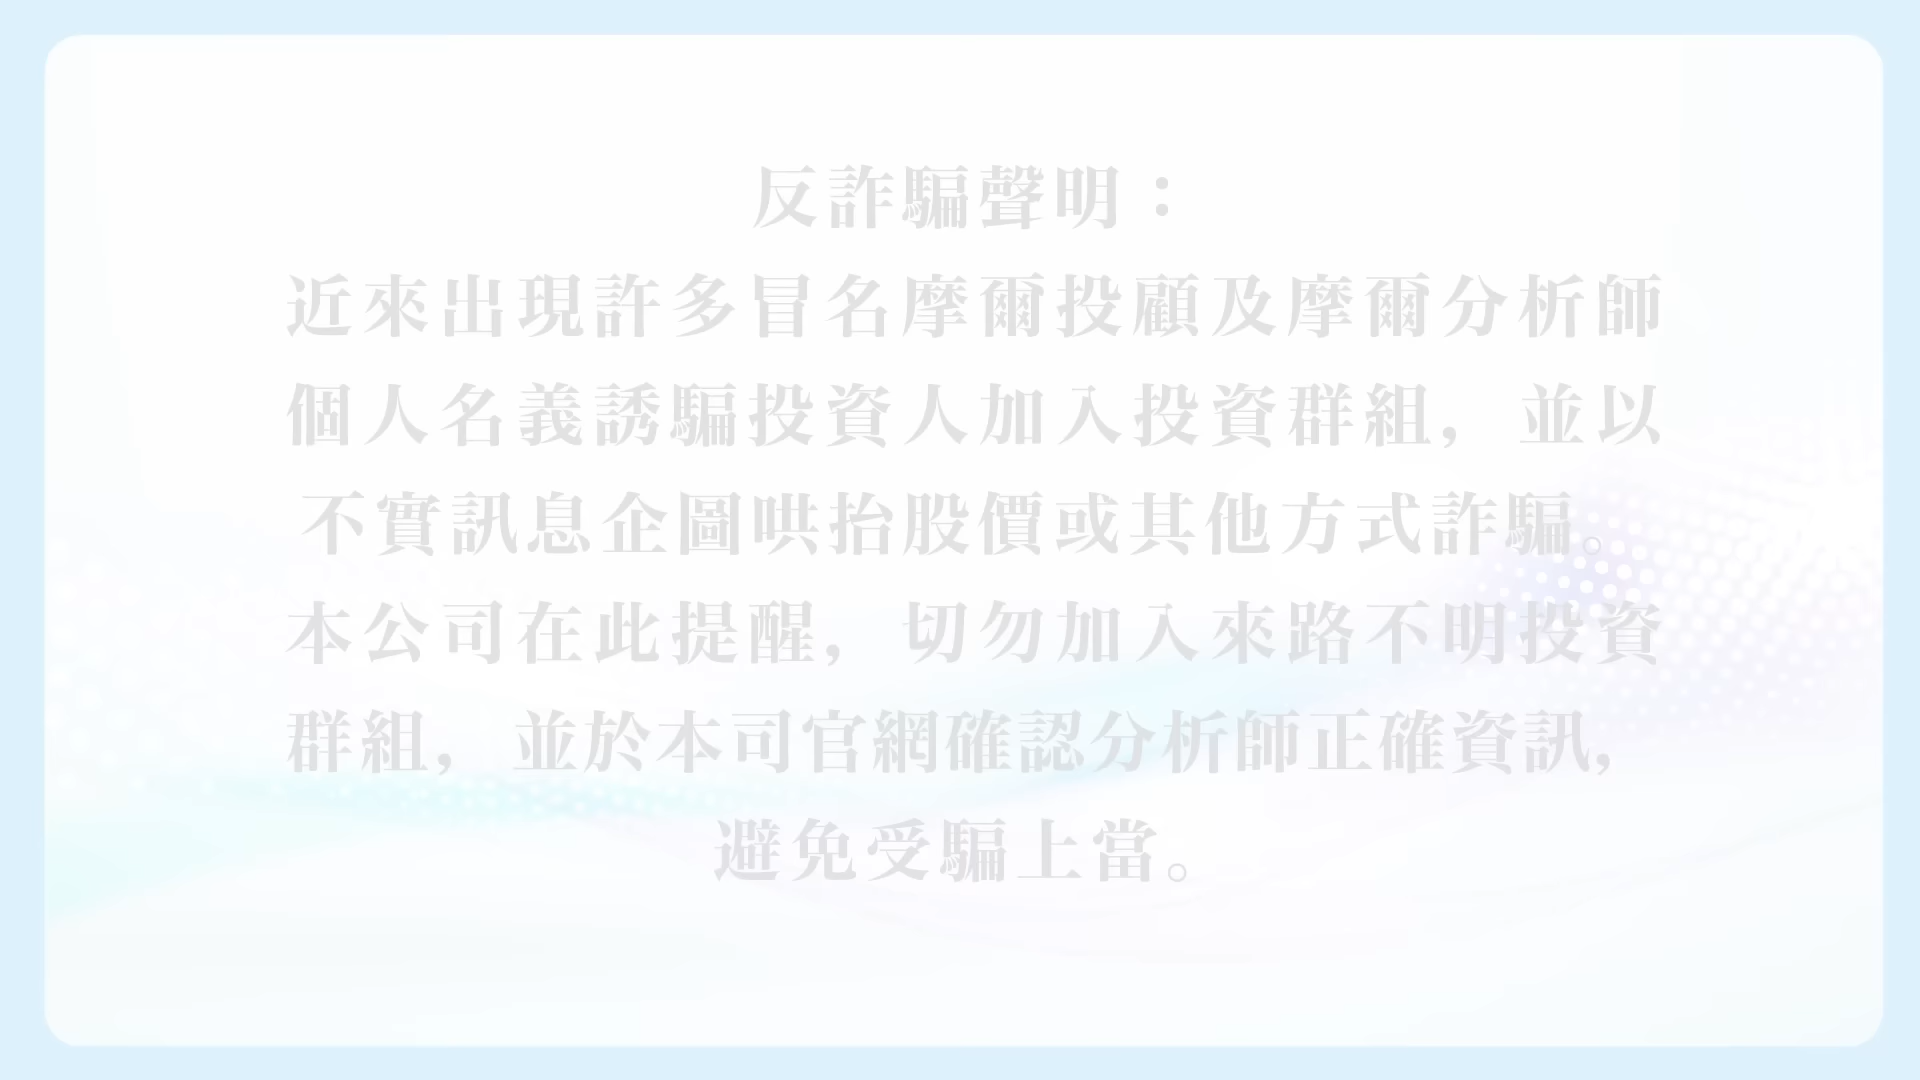 反詐騙聲明：
近來出現許多冒名摩爾投顧及摩爾分析師
個人名義誘騙投資人加入投資群組，並以
不實訊息企圖哄抬股價或其他方式詐騙。
本公司在此提醒，切勿加入來路不明投資
群組，並於本司官網確認分析師正確資訊，
避免受騙上當。